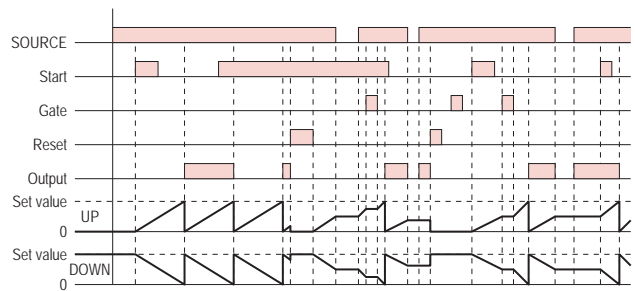 SOURCE
Start
Gate
Reset
Output
Set value
UP
0
Set value
DOWN
0